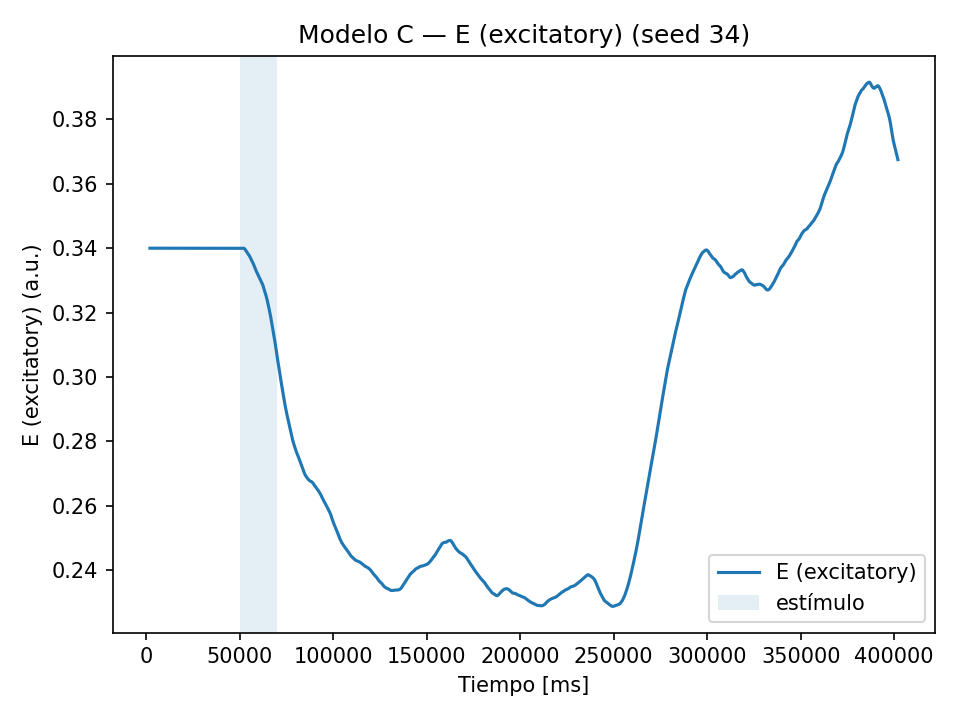 Modelo C — E (excitatory) (seed 34)
E (excitatory) (a.u.)
0.38
0.36
0.34
0.32
0.30
0.28
0.26
0.24
E (excitatory)
estímulo
0 50000 100000 150000 200000 250000 300000 350000 400000
Tiempo [ms]